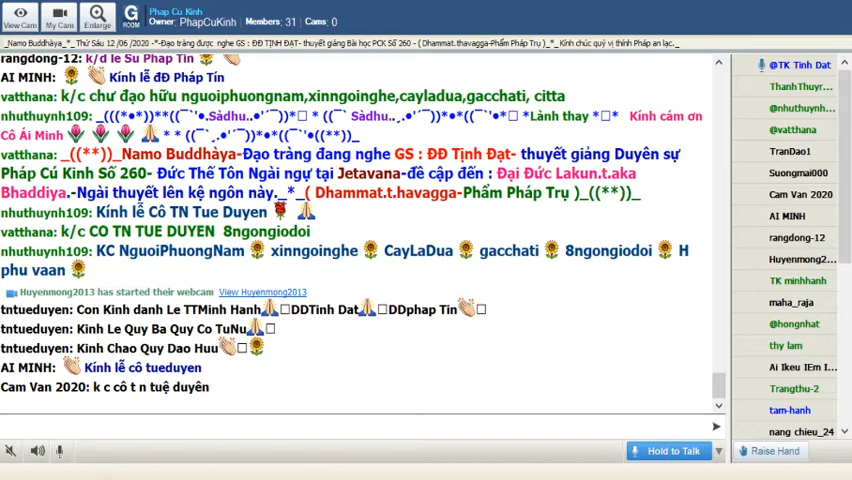 Phap Cu Kinh
Owner: PhapCuKinh Members: 31 Cams: 0
View Cam My Cam Enlarge G ROOM
_Namo Buddhàya_*_ Thứ Sáu 12 /06 /2020 -*-Đạo tràng được nghe GS : ĐĐ TỊNH ĐẠT- thuyết giảng Bài học PCK Số 260 - ( Dhammat.thavagga-Phẩm Pháp Trụ )_*_Kính chúc quý vị thính Pháp an lạc._
rangdong-12: k/d le Su Phap Tin
AI MINH: Kính lễ đĐ Pháp Tín
vatthana: k/c chư đạo hữu nguoiphuongnam,xinngoinghe,cayladua,gacchati, citta
nhuthuynh109: _(((*•*))**((¯`'•.Sàdhu..•'´¯))* * ((¯` Sàdhu..¸.•'´¯))•*•((¯`•*□ *Lành thay *□* Kính cám ơn
Cô Ái Minh * * ((¯`´¸.•'´¯))*•*•((**))_
vatthana: _((**))_Namo Buddhàya-Đạo tràng đang nghe GS : ĐĐ Tịnh Đạt- thuyết giảng Duyên sự
Pháp Cú Kinh Số 260- Đức Thế Tôn Ngài ngự tại Jetavana-đề cập đến : Đại Đức Lakun.t.aka
Bhaddiya.-Ngài thuyết lên kệ ngôn này._*_( Dhammat.t.havagga-Phẩm Pháp Trụ )_((**))_
nhuthuynh109: Kính lễ Cô TN Tue Duyen
vatthana: k/c CO TN TUE DUYEN 8ngongiodoi
nhuthuynh109: KC NguoiPhuongNam xinngoinghe CayLaDua gacchati 8ngongiodoi H
phu vaan
Huyenmong2013 has started their webcam View Huyenmong2013
tntueduyen: Con Kinh danh Le TTMinh Hanh □DDTinh Dat □DDphap Tin □
tntueduyen: Kinh Le Quy Ba Quy Co TuNu □
tntueduyen: Kinh Chao Quy Dao Huu □
AI MINH: Kính lễ cô tueduyen
Cam Van 2020: k c cô t n tuệ duyên
Hold to Talk
@TK Tinh Dat
ThanhThuyr...
@nhuthuynh...
@vatthana
TranDao1
Suongmai000
Cam Van 2020
AI MINH
rangdong-12
Huyenmong2...
TK minhhanh
maha_raja
@hongnhat
thy lam
Ai Ikeu IEm I...
Trangthu-2
tam-hanh
nang chieu_24
Raise Hand